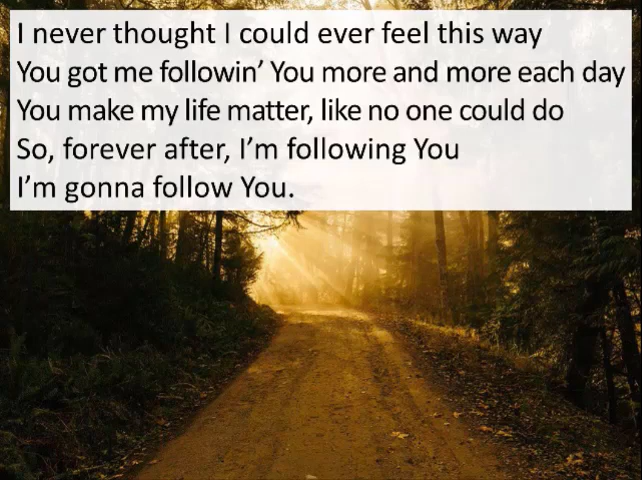 I never thought I could ever feel this way
You got me followin’ You more and more each day
You make my life matter, like no one could do
So, forever after, I’m following You
I’m gonna follow You.